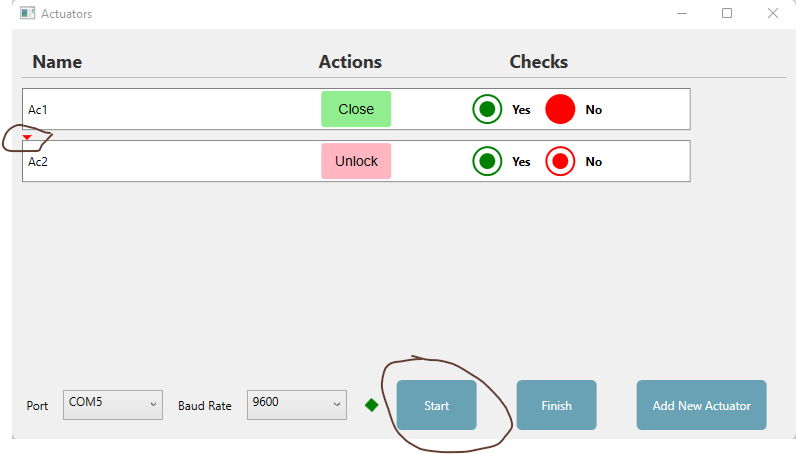 Actuators
Name Actions Checks
Ac1 Close Yes No
Ac2 Unlock Yes No
Port COM5 Baud Rate 9600 Start Finish Add New Actuator